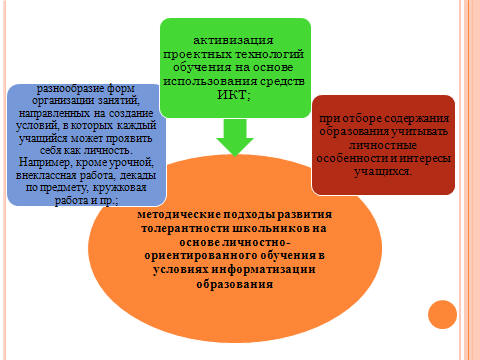 разнообразие форм
организации занятий,
направленных на создание
условий, в которых каждый
учащийся может проявить
себя как личность.
Например, кроме урочной,
внеклассная работа, декады
по предмету, кружковая
работа и пр.;
активизация
проектных технологий
обучения на основе
использования средств
ИКТ;
при отборе содержания
образования учитывать
личностные
особенности и интересы
учащихся.
методические подходы развития
толерантности школьников на
основе личностно-
ориентированного обучения в
условиях информатизации
образования